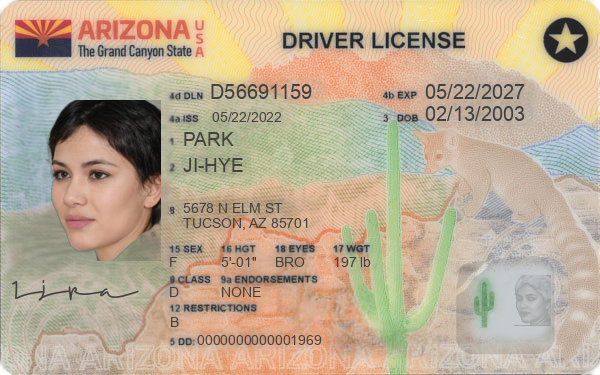 ARIZONA USA
The Grand Canyon State
DRIVER LICENSE
4d DLN D56691159 4b EXP 05/22/2027
4a ISS 05/22/2022 3 DOB 02/13/2003
1 PARK
2 JI-HYE
8 5678 N ELM ST
TUCSON, AZ 85701
15 SEX 16 HGT 18 EYES 17 WGT
F 5'-01" BRO 197 lb
9 CLASS 9a ENDORSEMENTS
D NONE
12 RESTRICTIONS
B
5 DD: 0000000000001969
Lira
ARIZONA ARIZONA ARIZONA ARIZONA